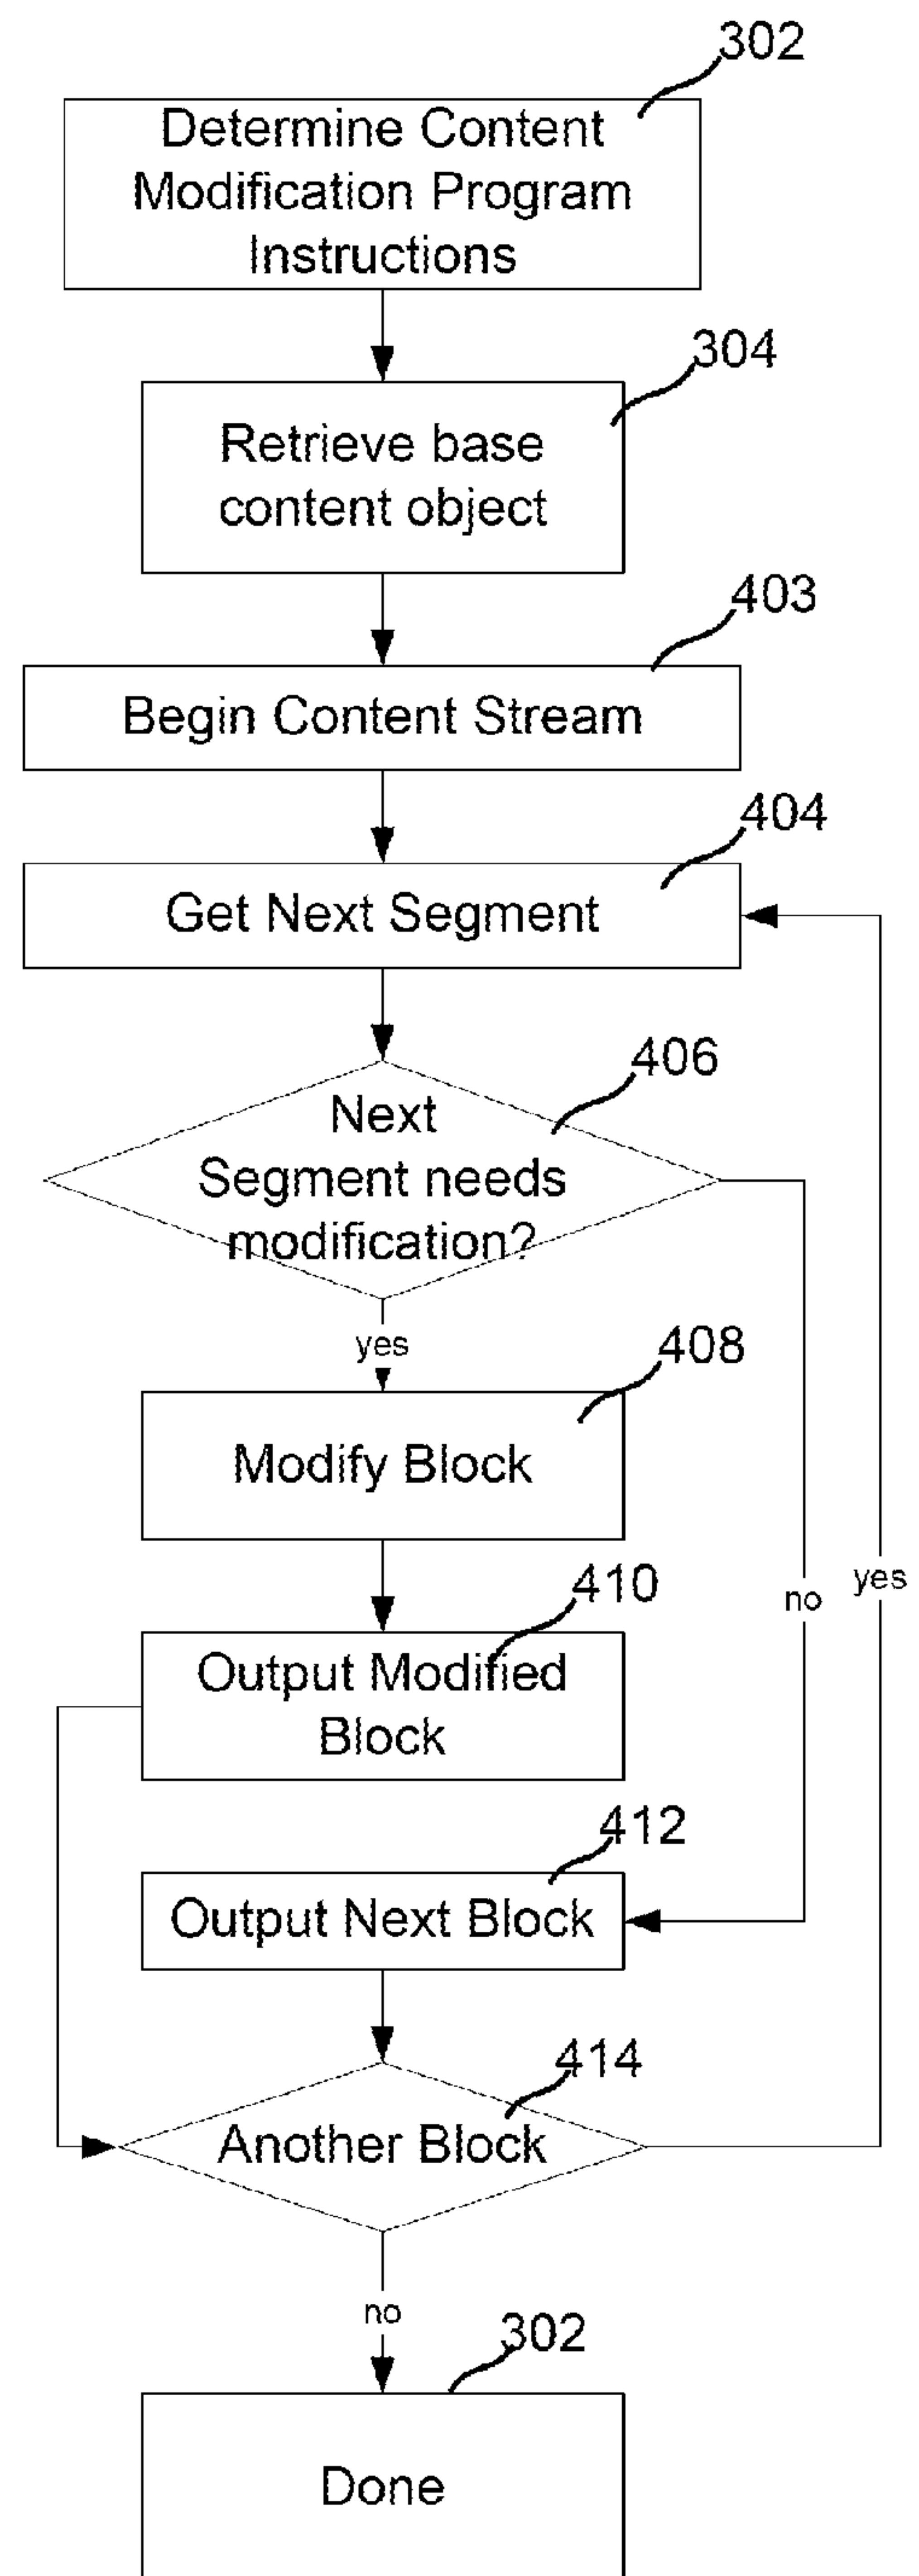 302
Determine Content
Modification Program
Instructions
304
Retrieve base
content object
403
Begin Content Stream
404
Get Next Segment
406
Next
Segment needs
modification?
yes
408
Modify Block
410
Output Modified
Block
no
yes
412
Output Next Block
414
Another Block
no
302
Done